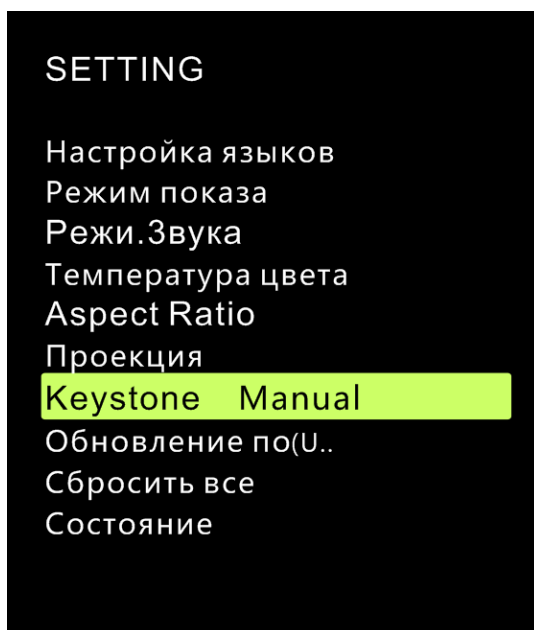 SETTING
Настройка языков
Режим показа
Режи.Звука
Температура цвета
Aspect Ratio
Проекция
Keystone Manual
Обновление по(U..
Сбросить все
Состояние